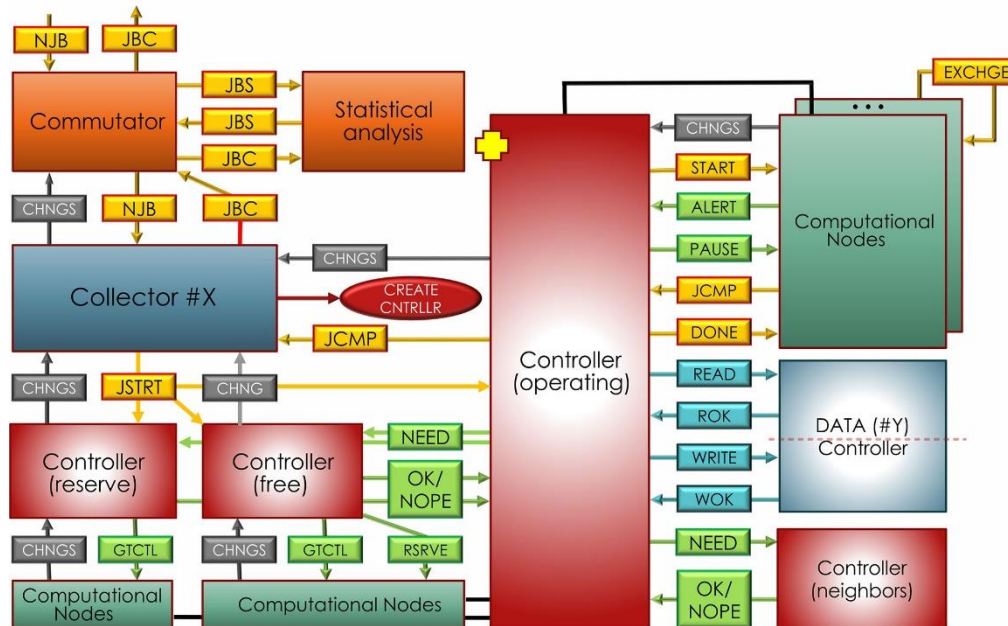 NJB
JBC
EXCHGE
Commutator
JBS
JBS
JBC
Statistical
analysis
• • •
CHNGS
START
ALERT
PAUSE
JCMP
DONE
Computational
Nodes
CHNGS
NJB
JBC
Collector #X
CHNGS
CREATE
CNTRLLR
JCMP
Controller
(operating)
CHNGS
JSTRT
CHNG
READ
ROK
WRITE
WOK
DATA (#Y)
Controller
Controller
(reserve)
Controller
(free)
NEED
OK/
NOPE
NEED
OK/
NOPE
Controller
(neighbors)
CHNGS
GTCTL
CHNGS
GTCTL
RSRVE
Computational
Nodes
Computational Nodes